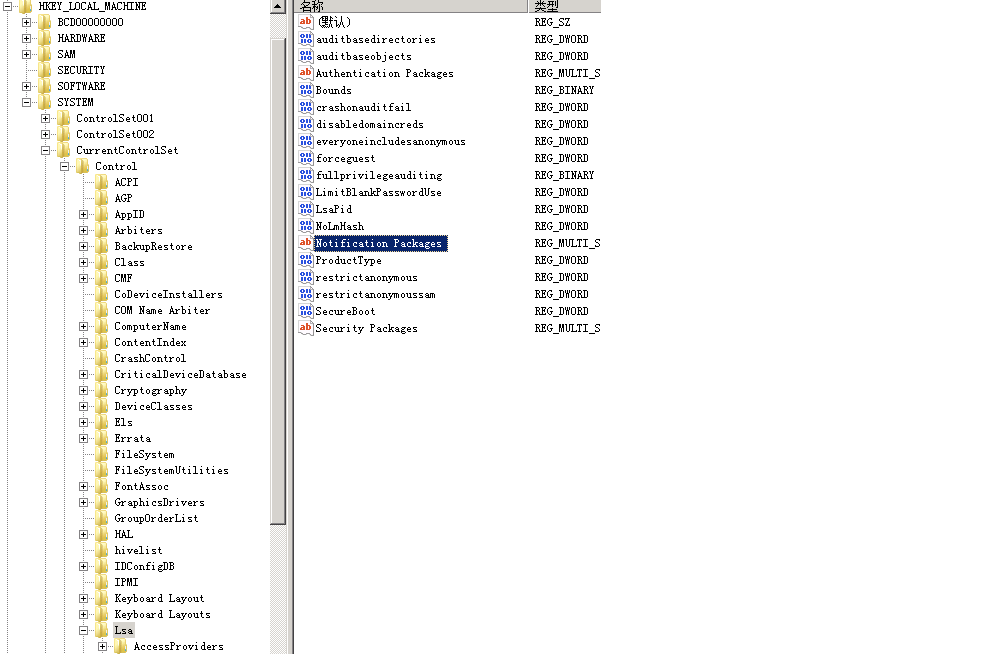 HKEY_LOCAL_MACHINE
BCD00000000
HARDWARE
SAM
SECURITY
SOFTWARE
SYSTEM
ControlSet001
ControlSet002
CurrentControlSet
Control
ACPI
AGP
AppID
Arbiters
BackupRestore
Class
CMF
CoDeviceInstallers
COM Name Arbiter
ComputerName
ContentIndex
CrashControl
CriticalDeviceDatabase
Cryptography
DeviceClasses
Els
Errata
FileSystem
FileSystemUtilities
FontAssoc
GraphicsDrivers
GroupOrderList
HAL
hivelist
IDConfigDB
IPMI
Keyboard Layout
Keyboard Layouts
Lsa
AccessProviders
名称 类型
(默认) REG_SZ
auditbasedirectories REG_DWORD
auditbaseobjects REG_DWORD
Authentication Packages REG_MULTI_S
Bounds REG_BINARY
crashonauditfail REG_DWORD
disabledomaincreds REG_DWORD
everyoneincludesanonymous REG_DWORD
forceguest REG_DWORD
fullprivilegeauditing REG_BINARY
LimitBlankPasswordUse REG_DWORD
LsaPid REG_DWORD
NoLmHash REG_DWORD
Notification Packages REG_MULTI_S
ProductType REG_DWORD
restrictanonymous REG_DWORD
restrictanonymoussam REG_DWORD
SecureBoot REG_DWORD
Security Packages REG_MULTI_S